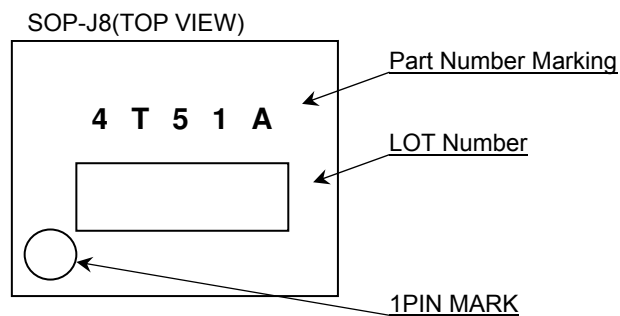 SOP-J8(TOP VIEW)
Part Number Marking
4 T 5 1 A
LOT Number
1PIN MARK